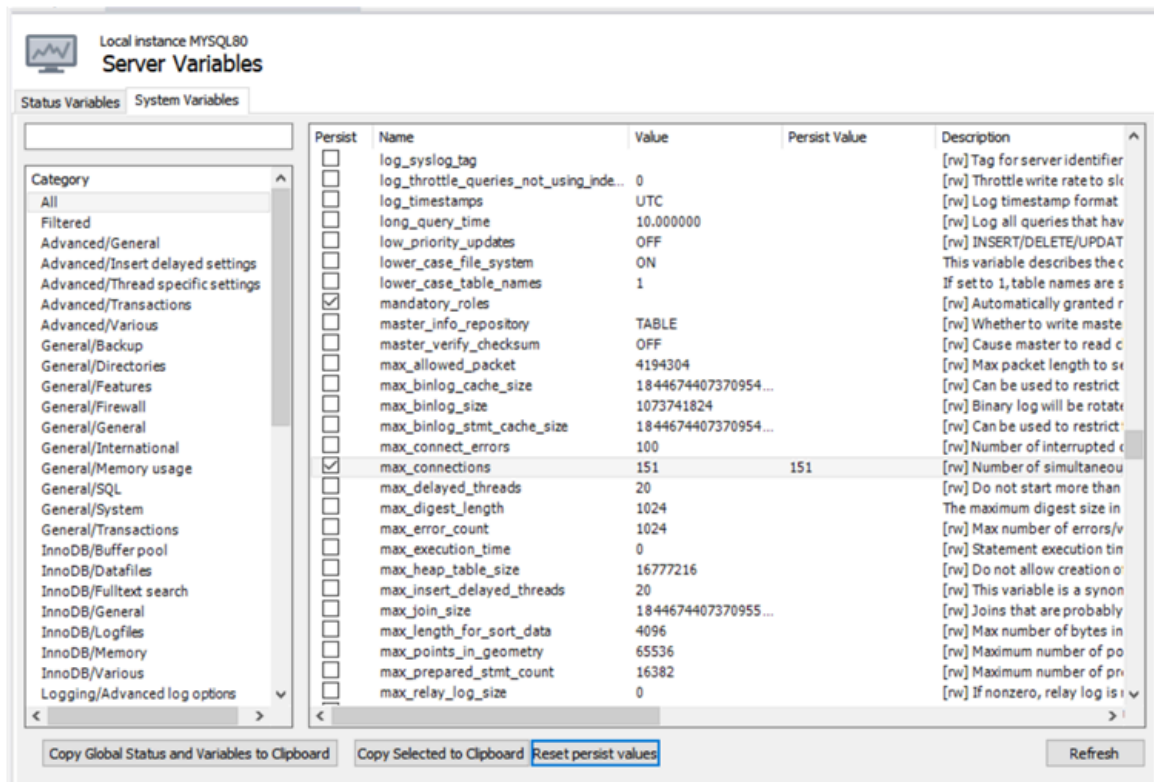 Local instance MYSQL80
Server Variables
Status Variables System Variables
Category
All
Filtered
Advanced/General
Advanced/Insert delayed settings
Advanced/Thread specific settings
Advanced/Transactions
Advanced/Various
General/Backup
General/Directories
General/Features
General/Firewall
General/General
General/International
General/Memory usage
General/SQL
General/System
General/Transactions
InnoDB/Buffer pool
InnoDB/Datafiles
InnoDB/Fulltext search
InnoDB/General
InnoDB/Logfiles
InnoDB/Memory
InnoDB/Various
Logging/Advanced log options
Persist Name Value Persist Value Description
log_syslog_tag [rw] Tag for server identifier
log_throttle_queries_not_using_inde... 0 [rw] Throttle write rate to slo
log_timestamps UTC [rw] Log timestamp format
long_query_time 10.000000 [rw] Log all queries that hav
low_priority_updates OFF [rw] INSERT/DELETE/UPDAT
lower_case_file_system ON This variable describes the c
lower_case_table_names 1 If set to 1, table names are s
mandatory_roles [rw] Automatically granted r
master_info_repository TABLE [rw] Whether to write maste
master_verify_checksum OFF [rw] Cause master to read c
max_allowed_packet 4194304 [rw] Max packet length to se
max_binlog_cache_size 1844674407370954... [rw] Can be used to restrict
max_binlog_size 1073741824 [rw] Binary log will be rotate
max_binlog_stmt_cache_size 1844674407370954... [rw] Can be used to restrict
max_connect_errors 100 [rw] Number of interrupted c
max_connections 151 151 [rw] Number of simultaneou
max_delayed_threads 20 [rw] Do not start more than
max_digest_length 1024 The maximum digest size in
max_error_count 1024 [rw] Max number of errors/w
max_execution_time 0 [rw] Statement execution tim
max_heap_table_size 16777216 [rw] Do not allow creation o
max_insert_delayed_threads 20 [rw] This variable is a synon
max_join_size 1844674407370955... [rw] Joins that are probably
max_length_for_sort_data 4096 [rw] Max number of bytes in
max_points_in_geometry 65536 [rw] Maximum number of po
max_prepared_stmt_count 16382 [rw] Maximum number of pr
max_relay_log_size 0 [rw] If nonzero, relay log is
Copy Global Status and Variables to Clipboard Copy Selected to Clipboard Reset persist values Refresh